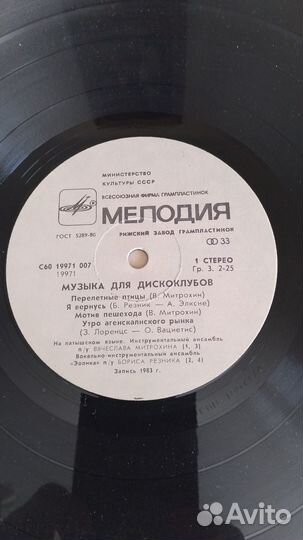 МИНИСТЕРСТВО
КУЛЬТУРЫ СССР
ВСЕСОЮЗНАЯ ФИРМА ГРАМПЛАСТИНОК
МЕЛОДИЯ
ГОСТ 5289-80
РИЖСКИЙ ЗАВОД ГРАМПЛАСТИНОК
33
С60 19971 007
1 СТЕРЕО
19971
Гр. 3. 2-25
МУЗЫКА ДЛЯ ДИСКОКЛУБОВ
Перелетные птицы (В. Митрохин)
Я вернусь (Б. Резник — А. Элксне)
Мотив пешехода (В. Митрохин)
Утро агенскалнского рынка
(З. Лоренцс — О. Вациетис)
На латышском языке. Инструментальный ансамбль
п/у ВЯЧЕСЛАВА МИТРОХИНА (1, 3)
Вокально-инструментальный ансамбль
«Эолика» п/у БОРИСА РЕЗНИКА (2, 4)
Запись 1983 г.
Avito